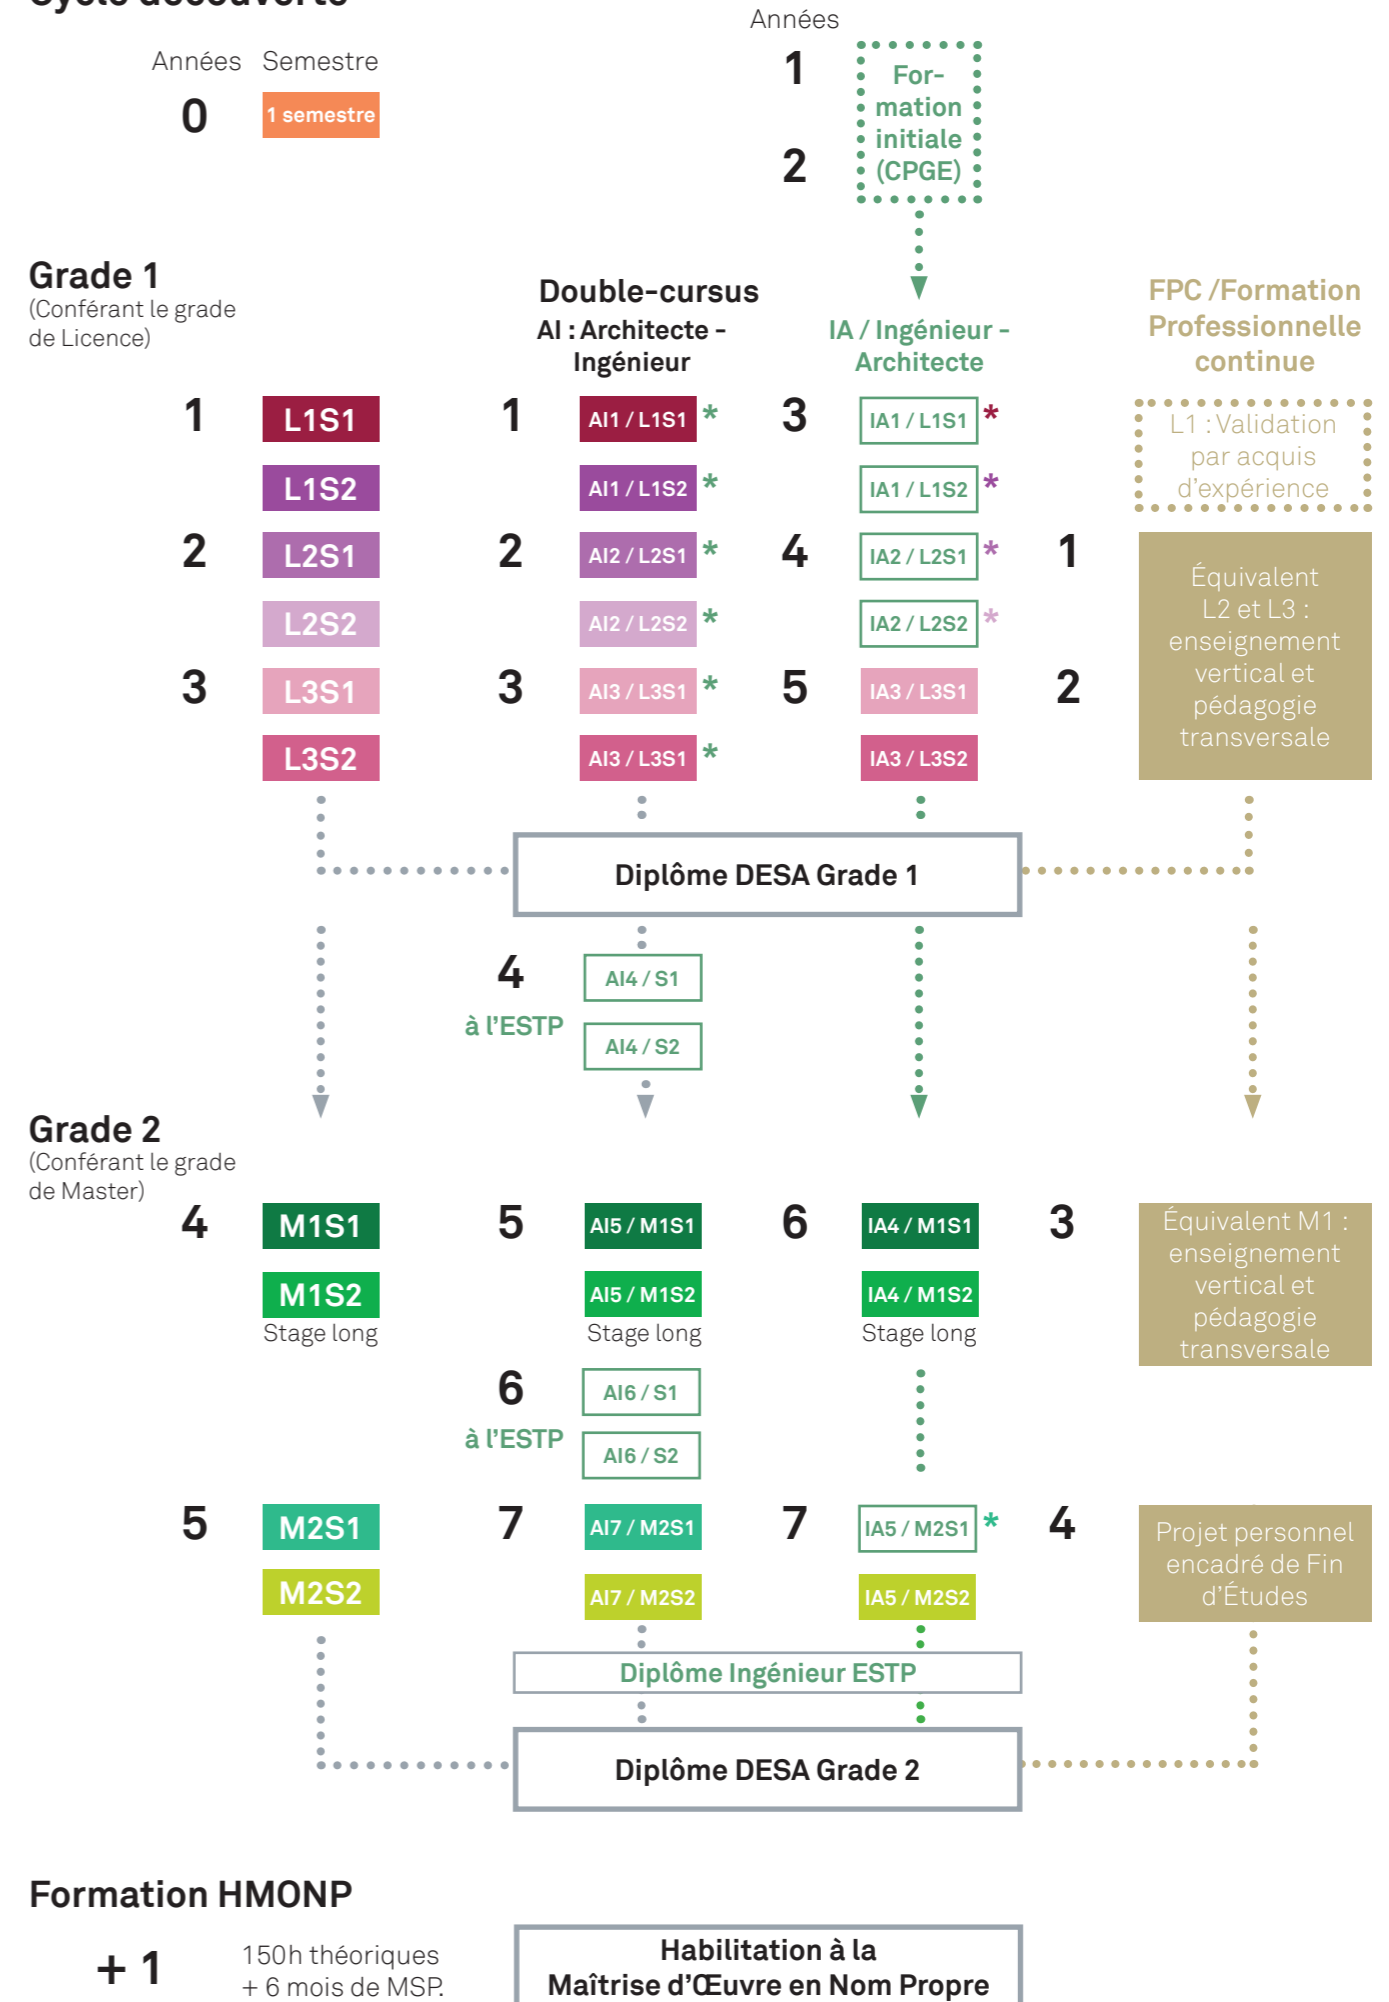 Cycle découverte
Années Semestre
0 1 semestre
Années
1
2
For-
mation
initiale
(CPGE)
Grade 1
(Conférant le grade
de Licence)
Double-cursus
AI : Architecte -
Ingénieur
IA / Ingénieur -
Architecte
FPC /Formation
Professionnelle
continue
1 L1S1 1 AI1 / L1S1 * 3 IA1 / L1S1 *
L1S2 AI1 / L1S2 * IA1 / L1S2 *
L1 : Validation
par acquis
d'expérience
2 L2S1 2 AI2 / L2S1 * 4 IA2 / L2S1 * 1
L2S2 AI2 / L2S2 * IA2 / L2S2 *
3 L3S1 3 AI3 / L3S1 * 5 IA3 / L3S1 2
L3S2 AI3 / L3S1 * IA3 / L3S2
Équivalent
L2 et L3 :
enseignement
vertical et
pédagogie
transversale
Diplôme DESA Grade 1
4 AI4 / S1
à l'ESTP
AI4 / S2
Grade 2
(Conférant le grade
de Master)
4 M1S1 5 AI5 / M1S1 6 IA4 / M1S1 3
M1S2 AI5 / M1S2 IA4 / M1S2
Stage long Stage long Stage long
Équivalent M1 :
enseignement
vertical et
pédagogie
transversale
6 AI6 / S1
à l'ESTP
AI6 / S2
5 M2S1 7 AI7 / M2S1 7 IA5 / M2S1 * 4
M2S2 AI7 / M2S2 IA5 / M2S2
Projet personnel
encadré de Fin
d'Études
Diplôme Ingénieur ESTP
Diplôme DESA Grade 2
Formation HMONP
+ 1
150h théoriques
+ 6 mois de MSP.
Habilitation à la
Maîtrise d'Œuvre en Nom Propre